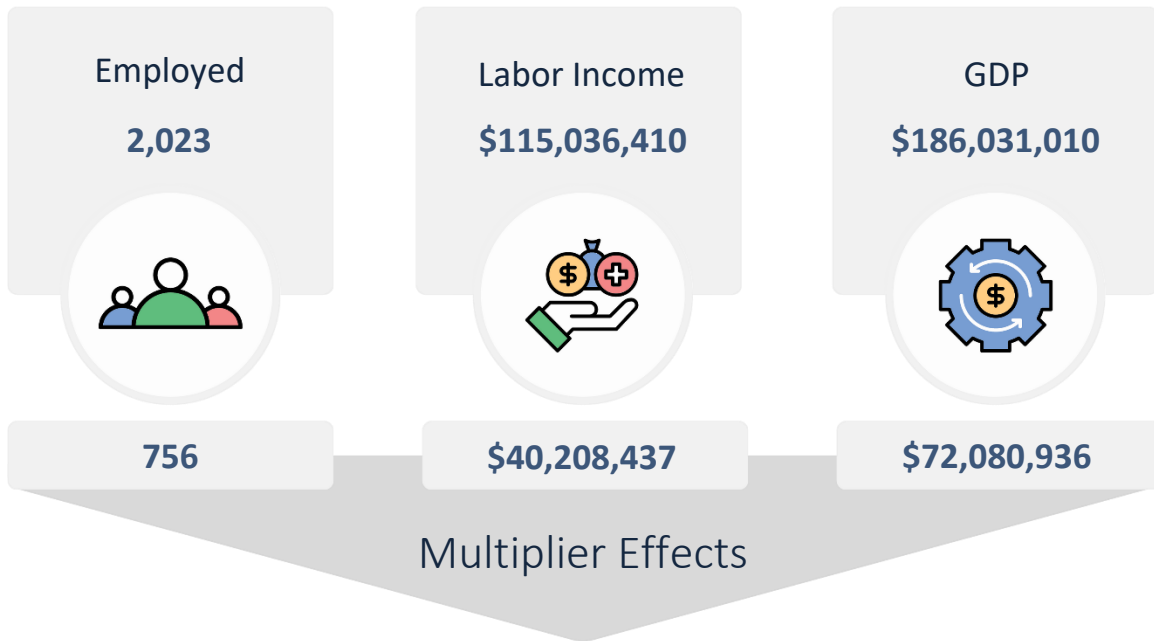 Employed
2,023
Labor Income
$115,036,410
GDP
$186,031,010
$
$
756
$40,208,437
$72,080,936
Multiplier Effects